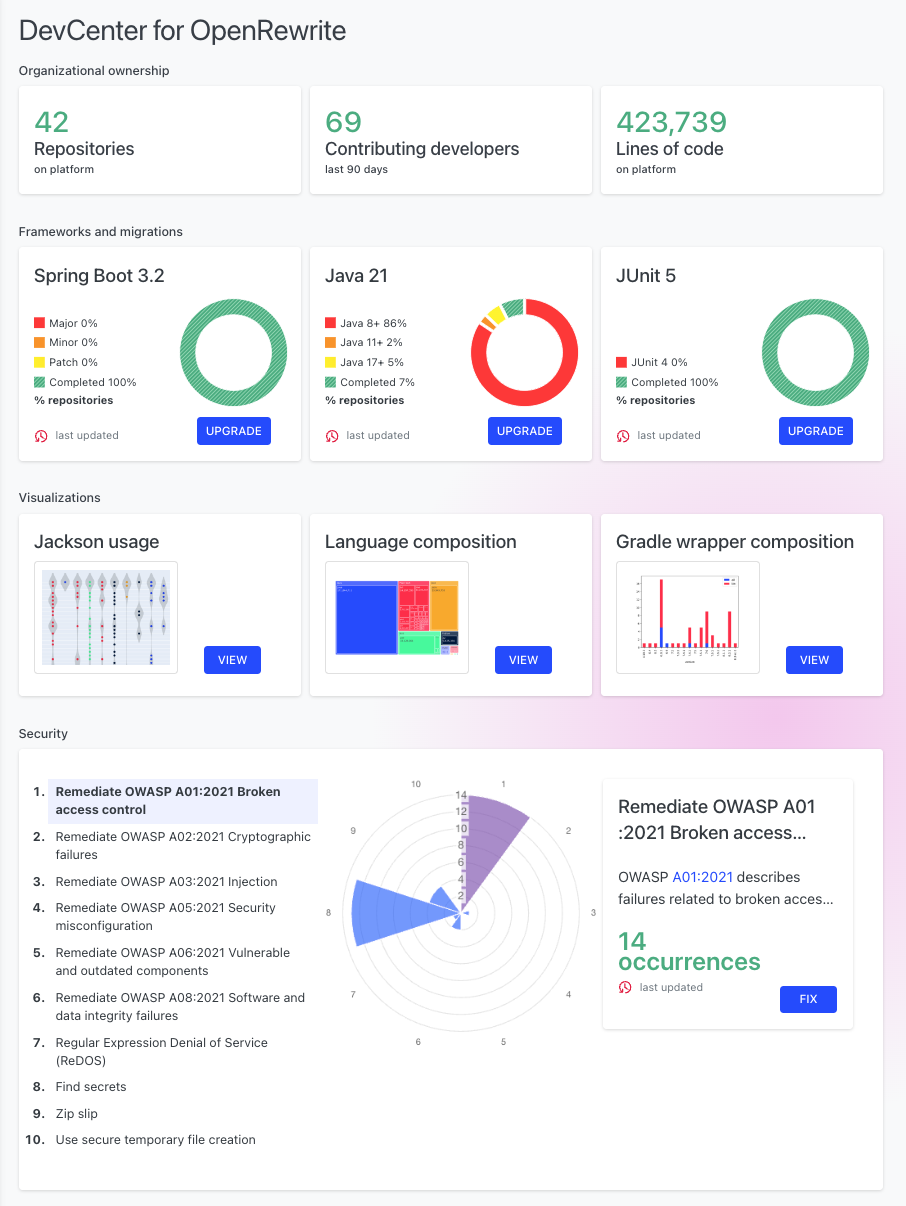 DevCenter for OpenRewrite
Organizational ownership
42
Repositories
on platform
69
Contributing developers
last 90 days
423,739
Lines of code
on platform
Frameworks and migrations
Spring Boot 3.2
Major 0%
Minor 0%
Patch 0%
Completed 100%
% repositories
last updated
UPGRADE
Java 21
Java 8+ 86%
Java 11+ 2%
Java 17+ 5%
Completed 7%
% repositories
last updated
UPGRADE
JUnit 5
JUnit 4 0%
Completed 100%
% repositories
last updated
UPGRADE
Visualizations
Jackson usage
VIEW
Language composition
VIEW
Gradle wrapper composition
VIEW
Security
1. Remediate OWASP A01:2021 Broken
access control
2. Remediate OWASP A02:2021 Cryptographic
failures
3. Remediate OWASP A03:2021 Injection
4. Remediate OWASP A05:2021 Security
misconfiguration
5. Remediate OWASP A06:2021 Vulnerable
and outdated components
6. Remediate OWASP A08:2021 Software and
data integrity failures
7. Regular Expression Denial of Service
(ReDOS)
8. Find secrets
9. Zip slip
10. Use secure temporary file creation
10
1
14
12
10
8
6
4
2
9
2
8
3
7
4
6
5
Remediate OWASP A01
:2021 Broken access...
OWASP A01:2021 describes
failures related to broken acces...
14
occurrences
last updated
FIX